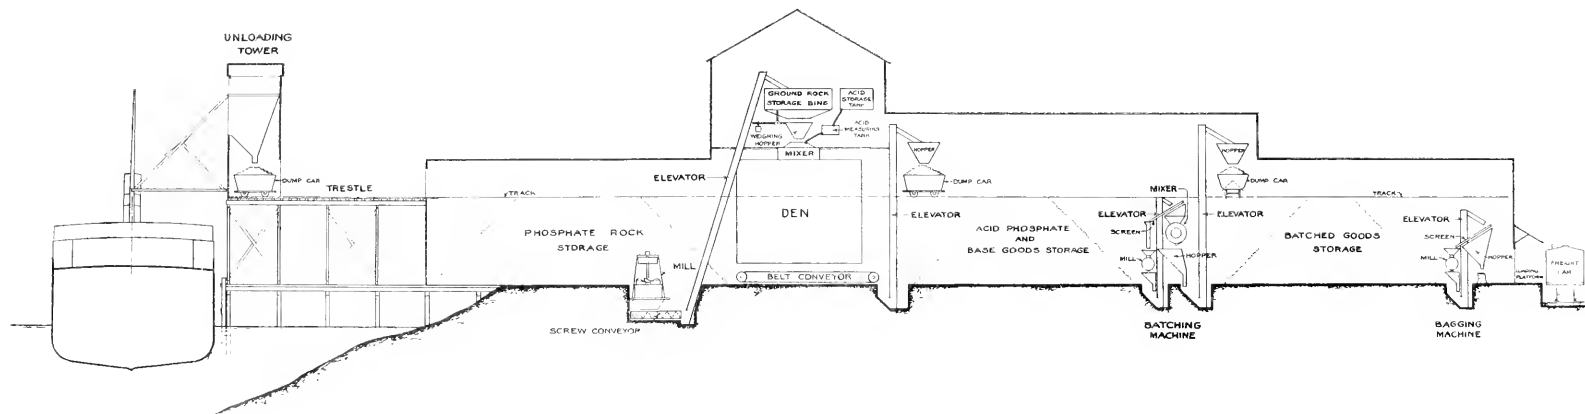 UNLOADING
TOWER
DUMP CAR
TRESTLE
TRACK
PHOSPHATE ROCK
STORAGE
MILL
SCREW CONVEYOR
ELEVATOR
GROUND ROCK
STORAGE BINS
ACID
STORAGE
TANK
WEIGHING
HOPPER
ACID
MEASURING
TANK
MIXER
DEN
BELT CONVEYOR
HOPPER
DUMP CAR
ELEVATOR
ACID PHOSPHATE
AND
BASE GOODS STORAGE
MIXER
ELEVATOR
SCREEN
MILL
HOPPER
BATCHING
MACHINE
HOPPER
DUMP CAR
ELEVATOR
TRACK
BATCHED GOODS
STORAGE
ELEVATOR
SCREEN
MILL
HOPPER
BAGGING
MACHINE
LOADING
PLATFORM
FREIGHT
CAR